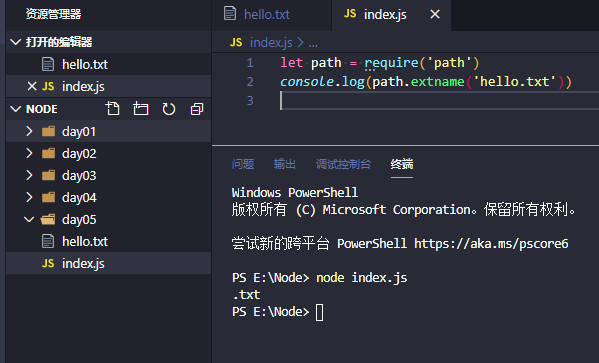 资源管理器
打开的编辑器
hello.txt
JS index.js
NODE
day01
day02
day03
day04
day05
hello.txt
JS index.js
hello.txt
JS index.js
JS index.js > ...
1 let path = require('path')
2 console.log(path.extname('hello.txt'))
3
问题 输出 调试控制台 终端
Windows PowerShell
版权所有 (C) Microsoft Corporation。保留所有权利。
尝试新的跨平台 PowerShell https://aka.ms/pscore6
PS E:\Node> node index.js
.txt
PS E:\Node>